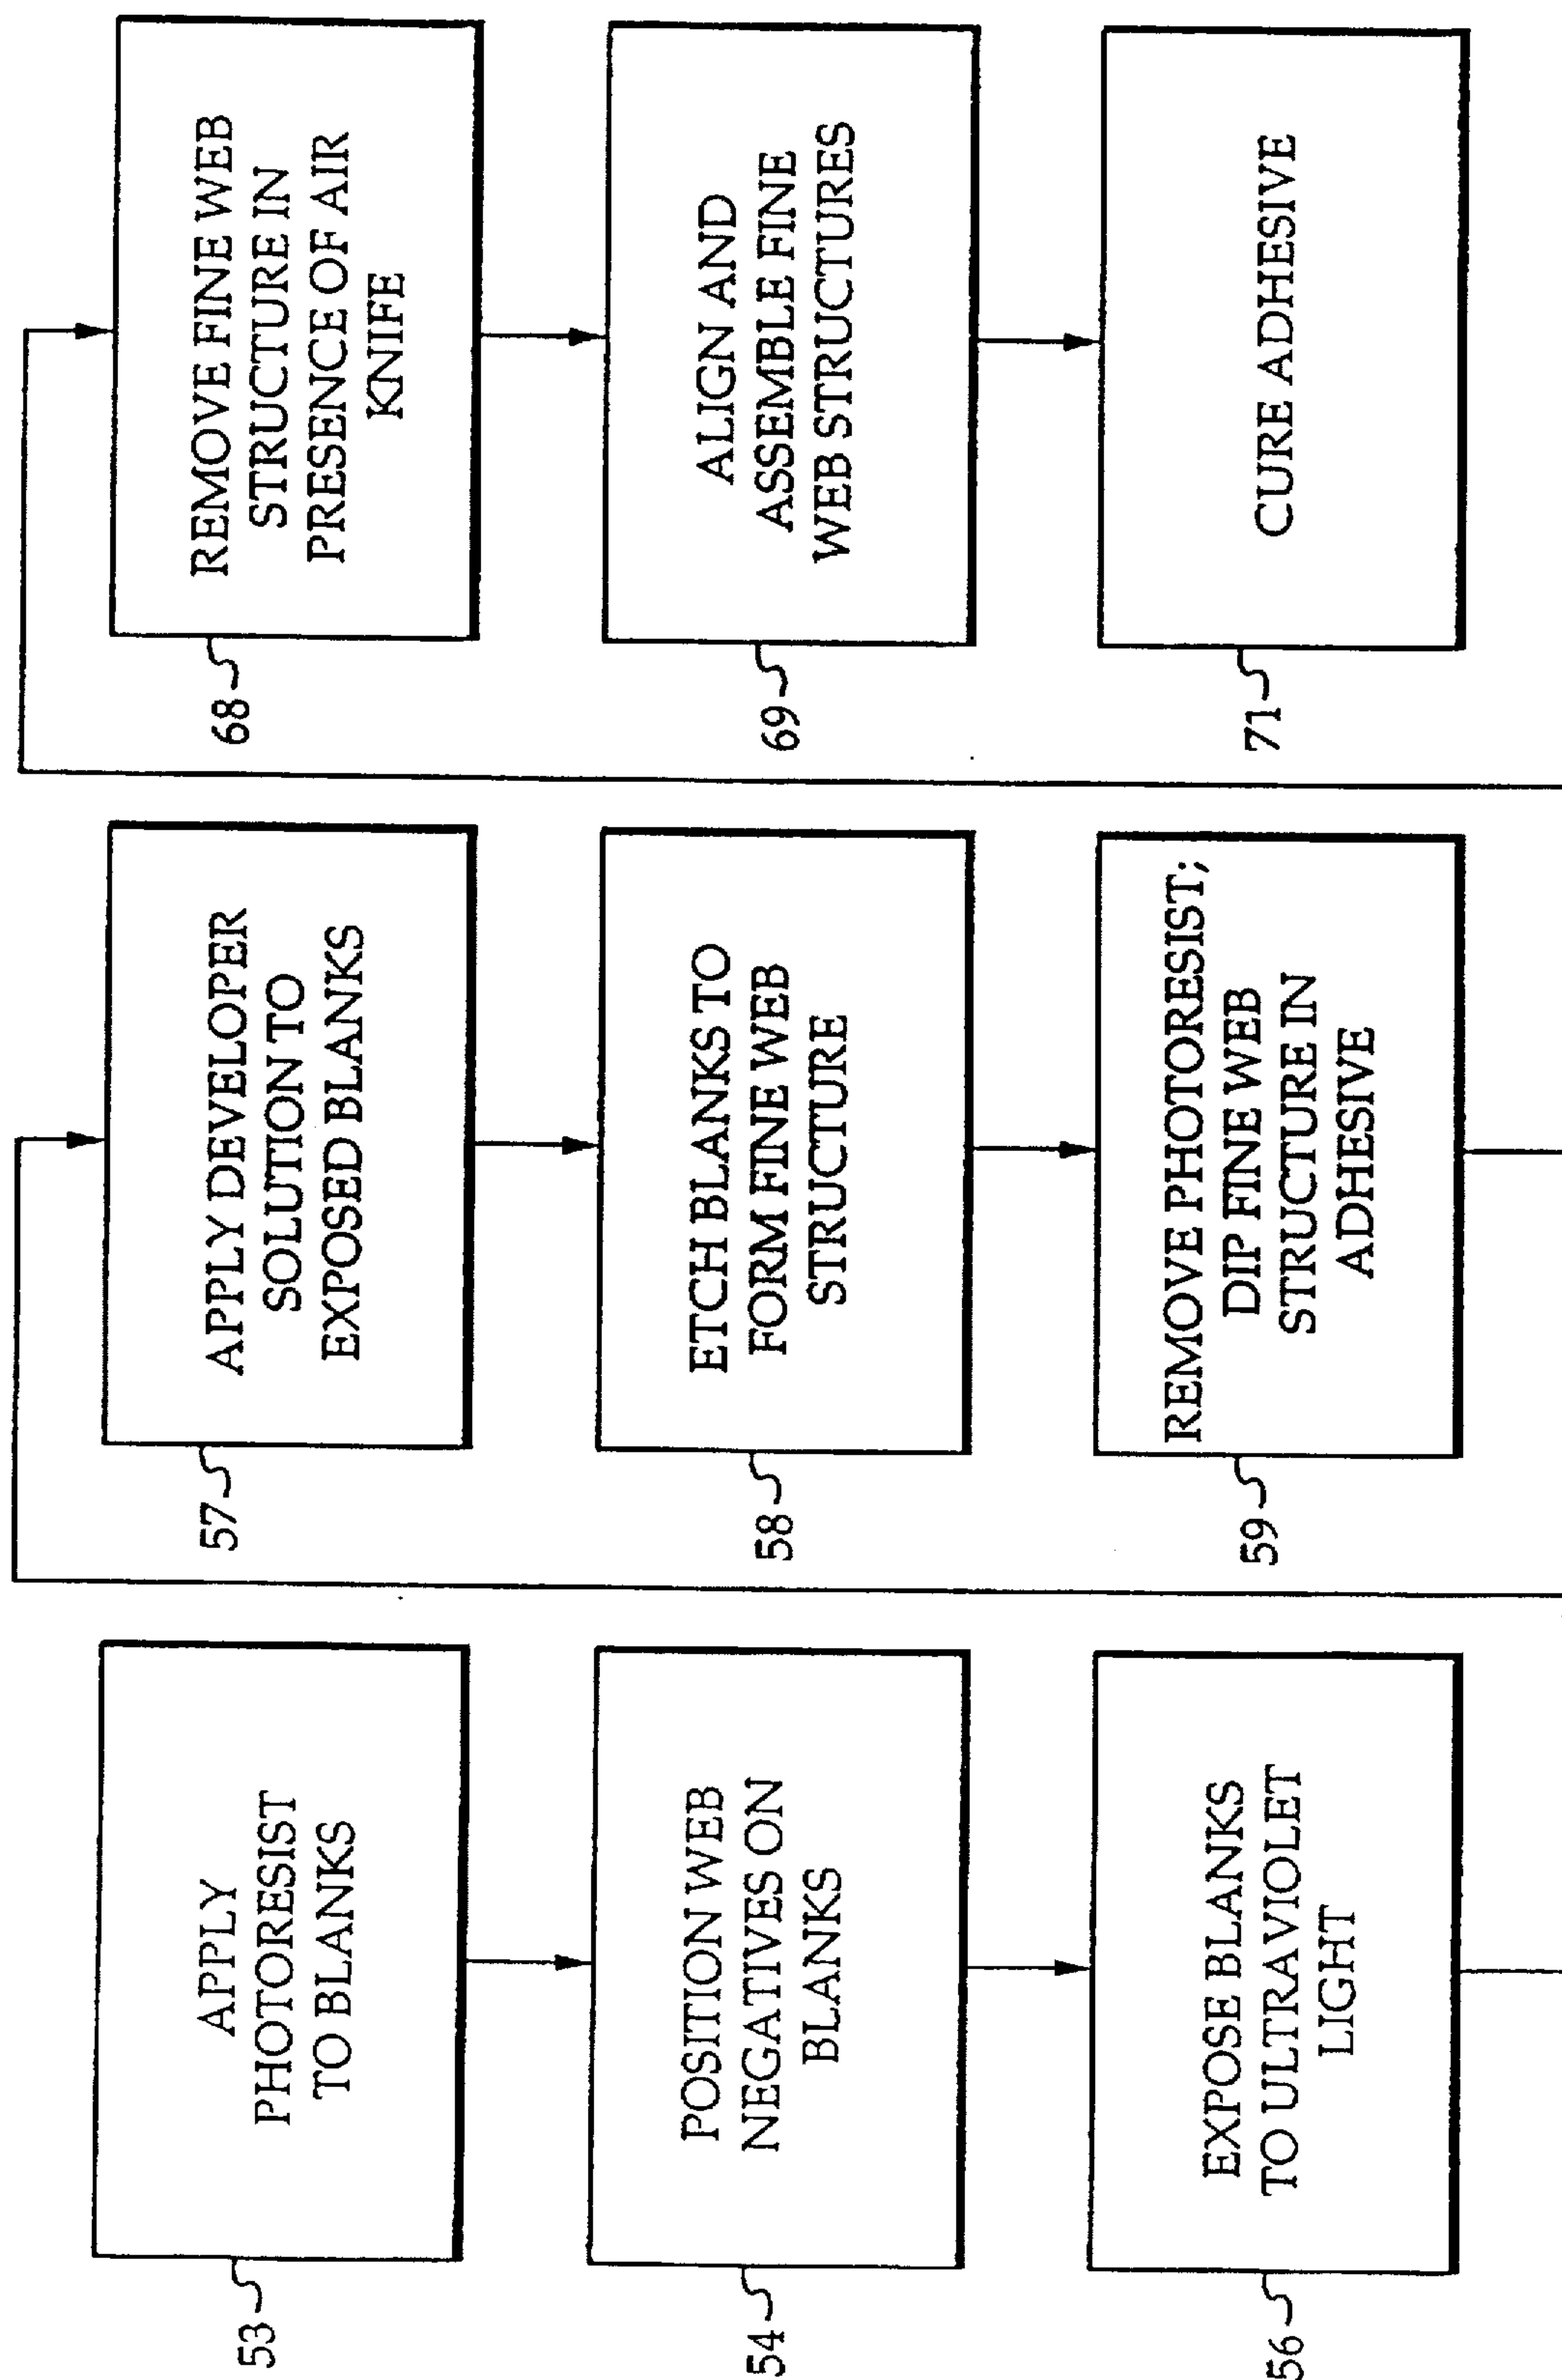 53
APPLY
PHOTORESIST
TO BLANKS
54
POSITION WEB
NEGATIVES ON
BLANKS
56
EXPOSE BLANKS
TO ULTRAVIOLET
LIGHT
57
APPLY DEVELOPER
SOLUTION TO
EXPOSED BLANKS
58
ETCH BLANKS TO
FORM FINE WEB
STRUCTURE
59
REMOVE PHOTORESIST;
DIP FINE WEB
STRUCTURE IN
ADHESIVE
68
REMOVE FINE WEB
STRUCTURE IN
PRESENCE OF AIR
KNIFE
69
ALIGN AND
ASSEMBLE FINE
WEB STRUCTURES
71
CURE ADHESIVE